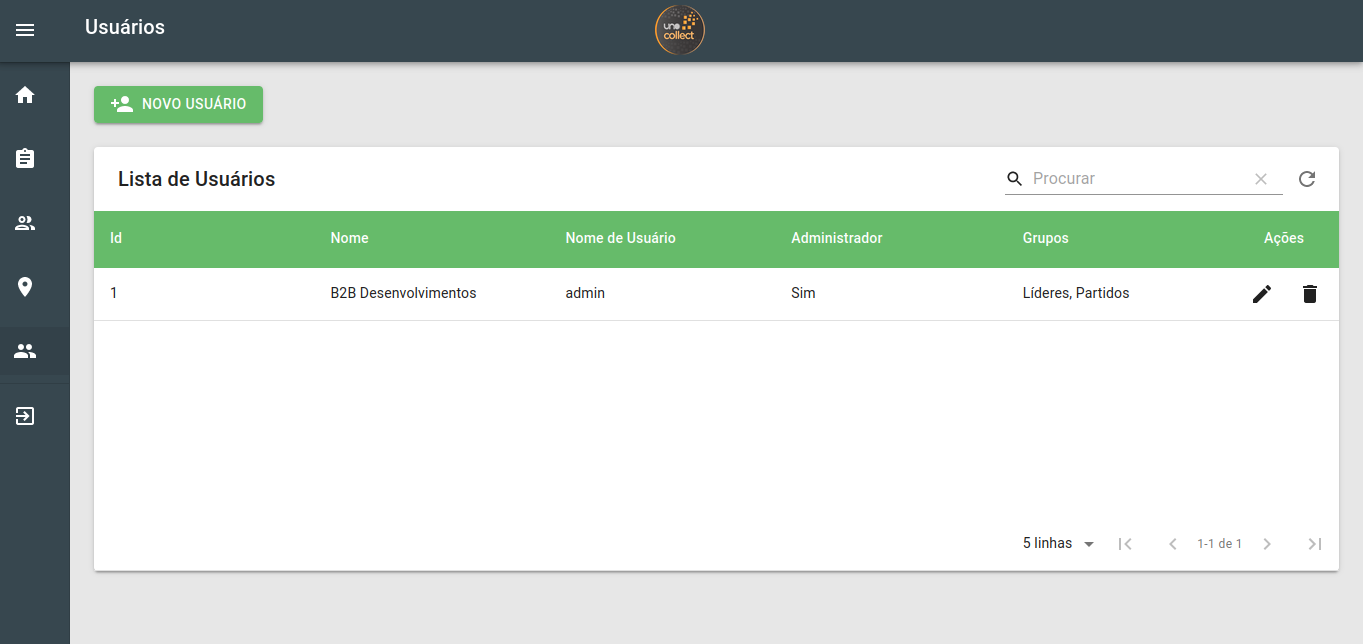 Usuários
uno
collect
NOVO USUÁRIO
Lista de Usuários
Procurar
Id Nome Nome de Usuário Administrador Grupos Ações
1 B2B Desenvolvimentos admin Sim Líderes, Partidos
5 linhas 1-1 de 1